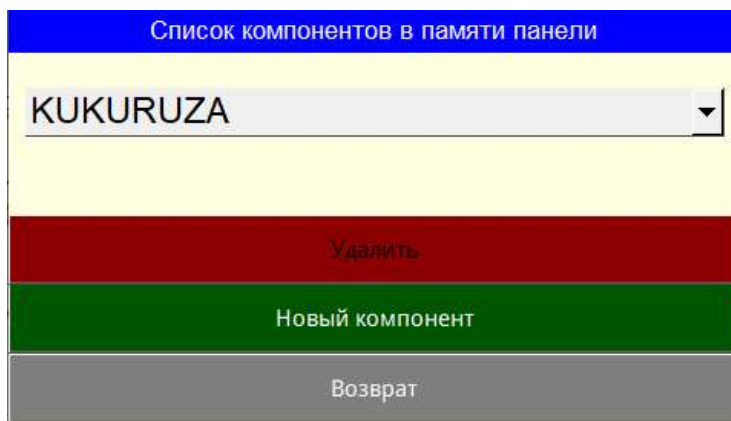 Список компонентов в памяти панели
KUKURUZA
Удалить
Новый компонент
Возврат